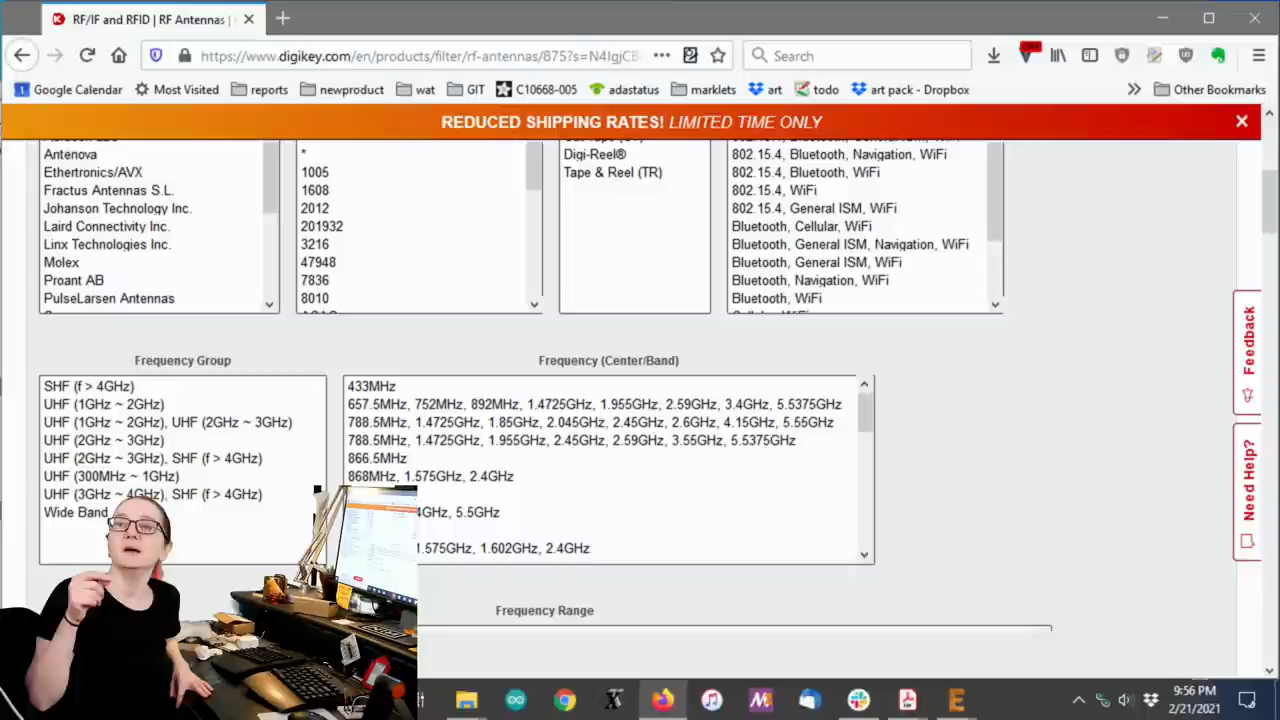 RF/IF and RFID | RF Antennas |
https://www.digikey.com/en/products/filter/rf-antennas/875?s=N4IgjCB
Search
Google Calendar
Most Visited
reports
newproduct
wat
GIT
C10668-005
adastatus
marklets
art
todo
art pack - Dropbox
Other Bookmarks
REDUCED SHIPPING RATES! LIMITED TIME ONLY
Antenova
Ethertronics/AVX
Fractus Antennas S.L.
Johanson Technology Inc.
Laird Connectivity Inc.
Linx Technologies Inc.
Molex
Proant AB
PulseLarsen Antennas
*
1005
1608
2012
201932
3216
47948
7836
8010
Digi-Reel®
Tape & Reel (TR)
802.15.4, Bluetooth, Navigation, WiFi
802.15.4, Bluetooth, WiFi
802.15.4, WiFi
802.15.4, General ISM, WiFi
Bluetooth, Cellular, WiFi
Bluetooth, General ISM, Navigation, WiFi
Bluetooth, General ISM, WiFi
Bluetooth, Navigation, WiFi
Bluetooth, WiFi
Feedback
Need Help?
Frequency Group
SHF (f > 4GHz)
UHF (1GHz ~ 2GHz)
UHF (1GHz ~ 2GHz), UHF (2GHz ~ 3GHz)
UHF (2GHz ~ 3GHz)
UHF (2GHz ~ 3GHz), SHF (f > 4GHz)
UHF (300MHz ~ 1GHz)
UHF (3GHz ~ 4GHz), SHF (f > 4GHz)
Wide Band
Frequency (Center/Band)
433MHz
657.5MHz, 752MHz, 892MHz, 1.4725GHz, 1.955GHz, 2.59GHz, 3.4GHz, 5.5375GHz
788.5MHz, 1.4725GHz, 1.85GHz, 2.045GHz, 2.45GHz, 2.6GHz, 4.15GHz, 5.55GHz
788.5MHz, 1.4725GHz, 1.955GHz, 2.45GHz, 2.59GHz, 3.55GHz, 5.5375GHz
866.5MHz
868MHz, 1.575GHz, 2.4GHz
4GHz, 5.5GHz
1.575GHz, 1.602GHz, 2.4GHz
Frequency Range
9:56 PM
2/21/2021